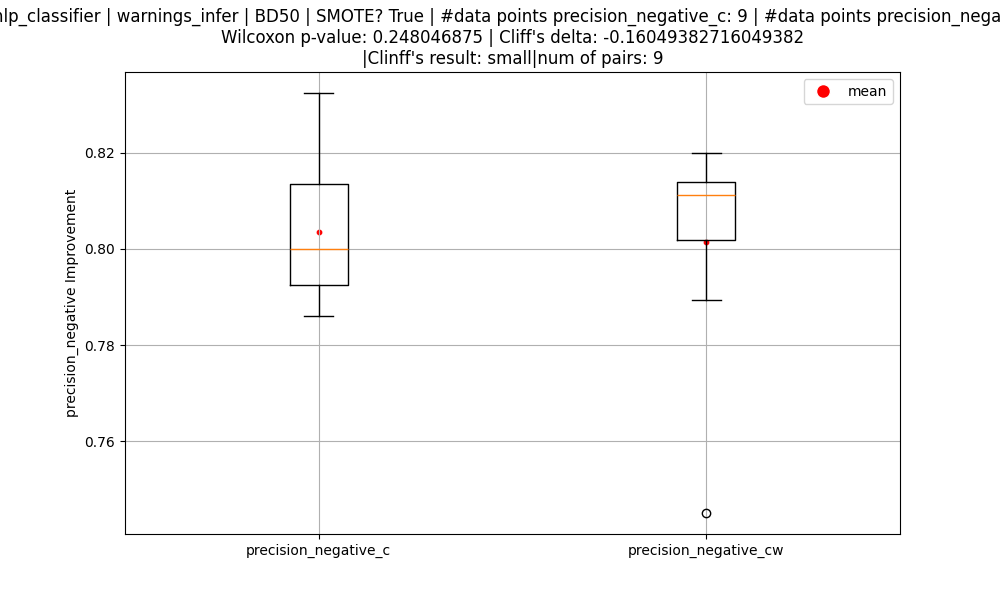 lp_classifier | warnings_infer | BD50 | SMOTE? True | #data points precision_negative_c: 9 | #data points precision_nega
Wilcoxon p-value: 0.248046875 | Cliff's delta: -0.16049382716049382
|Clinff's result: small|num of pairs: 9
mean
0.82
0.80
0.78
0.76
precision_negative Improvement
precision_negative_c
precision_negative_cw